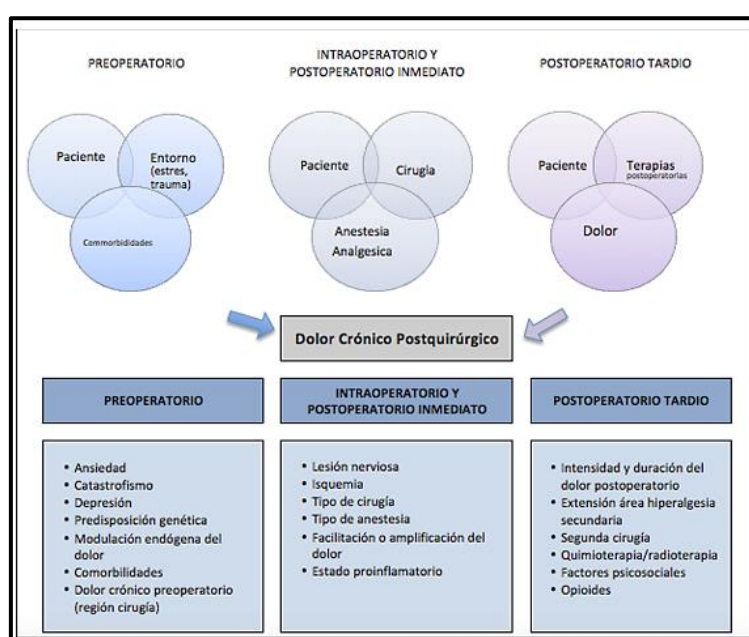 PREOPERATORIO
INTRAOPERATORIO Y
POSTOPERATORIO INMEDIATO
POSTOPERATORIO TARDIO
Paciente
Entorno
(estres,
trauma)
Commorbididades
Paciente
Cirugia
Anestesia
Analgesica
Paciente
Terapias
postoperatorias
Dolor
Dolor Crónico Postquirúrgico
PREOPERATORIO
INTRAOPERATORIO Y
POSTOPERATORIO INMEDIATO
POSTOPERATORIO TARDIO
• Ansiedad
• Catastrofismo
• Depresión
• Predisposición genética
• Modulación endógena del
dolor
• Comorbilidades
• Dolor crónico preoperatorio
(región cirugía)
• Lesión nerviosa
• Isquemia
• Tipo de cirugía
• Tipo de anestesia
• Facilitación o amplificación del
dolor
• Estado proinflamatorio
• Intensidad y duración del
dolor postoperatorio
• Extensión área hiperalgesia
secundaria
• Segunda cirugía
• Quimioterapia/radioterapia
• Factores psicosociales
• Opioides